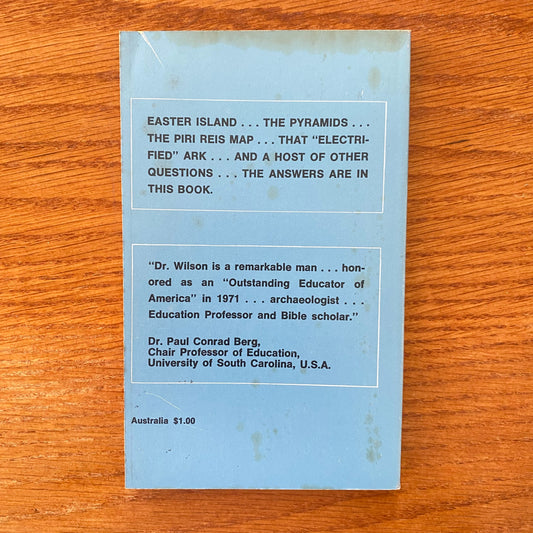 EASTER ISLAND . . . THE PYRAMIDS . . .
THE PIRI REIS MAP . . . THAT “ELECTRI-
FIED” ARK . . . AND A HOST OF OTHER
QUESTIONS . . . THE ANSWERS ARE IN
THIS BOOK.
“Dr. Wilson is a remarkable man . . . hon-
ored as an “Outstanding Educator of
America” in 1971 . . . archaeologist . . .
Education Professor and Bible scholar.”
Dr. Paul Conrad Berg,
Chair Professor of Education,
University of South Carolina, U.S.A.
Australia $1.00